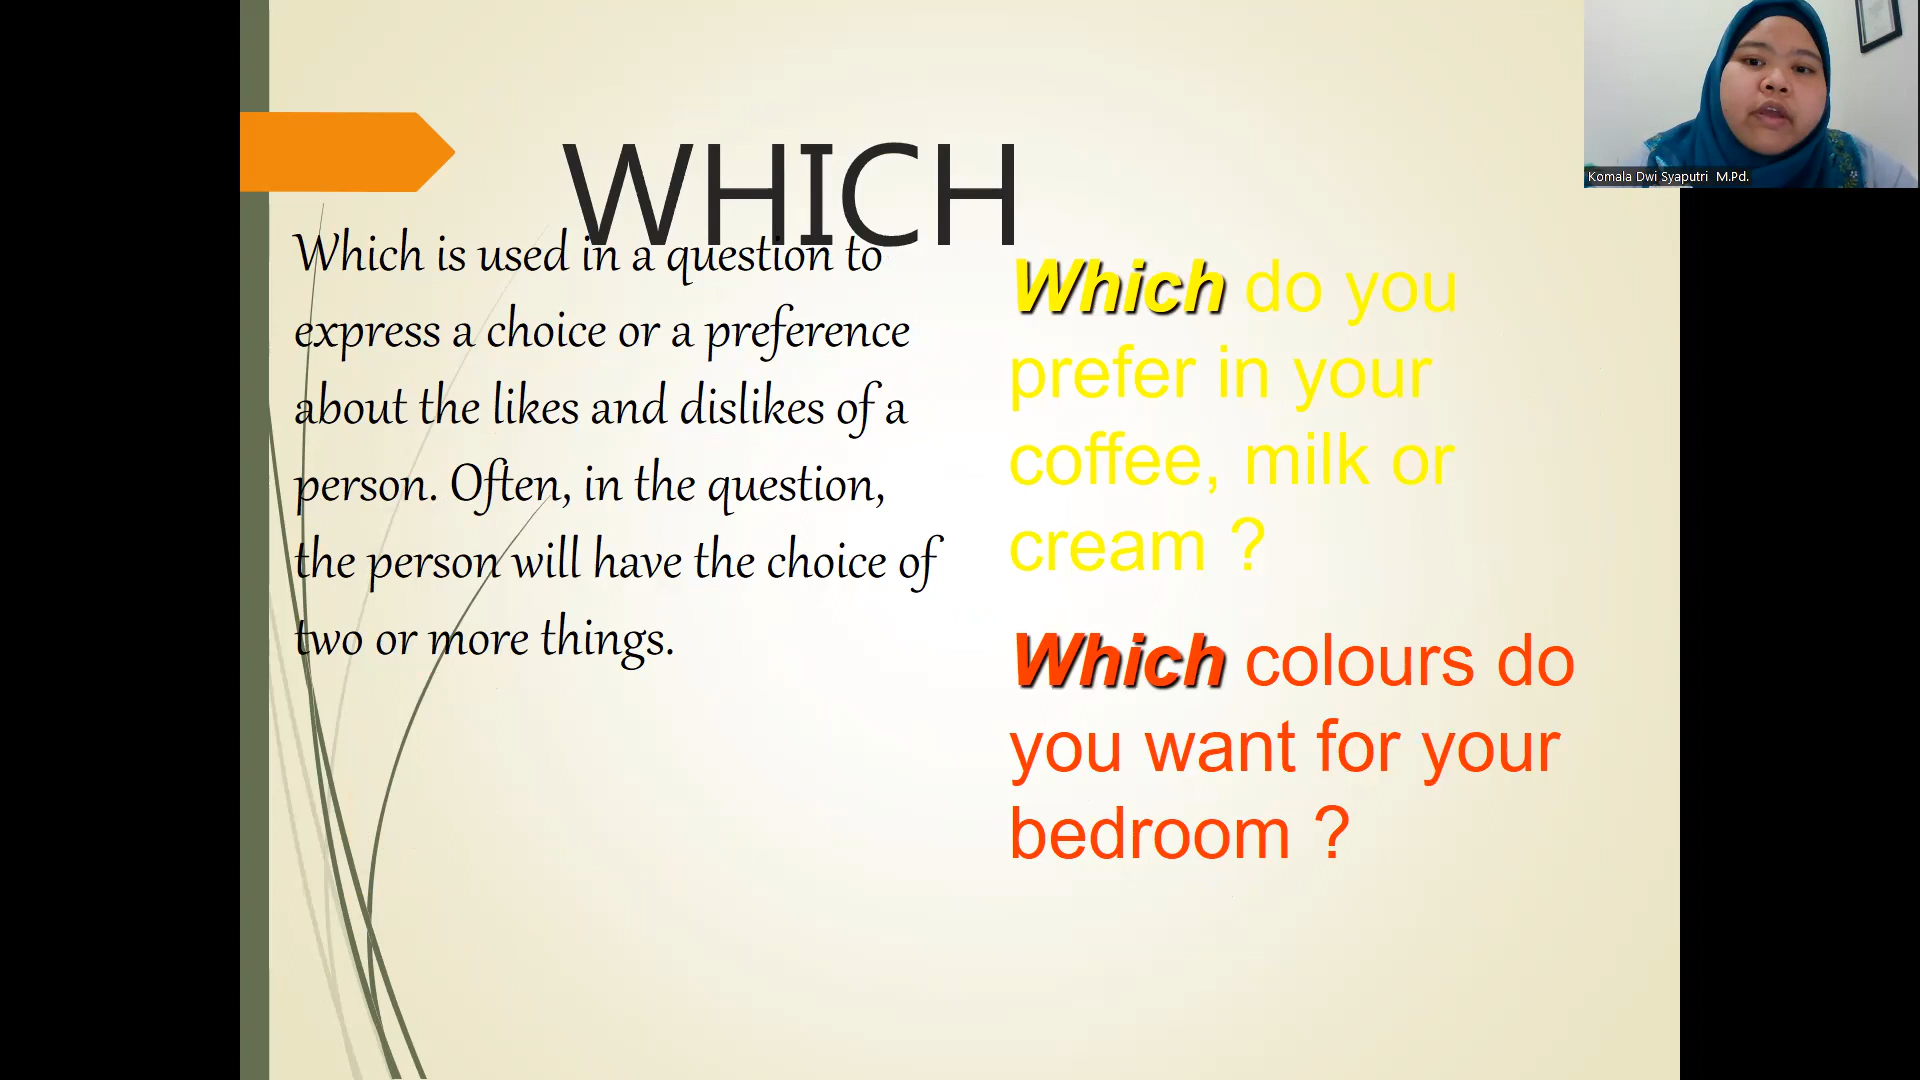 WHICH
Which is used in a question to
express a choice or a preference
about the likes and dislikes of a
person. Often, in the question,
the person will have the choice of
two or more things.
Which do you
prefer in your
coffee, milk or
cream ?
Which colours do
you want for your
bedroom ?
Komala Dwi Syaputri M.Pd.